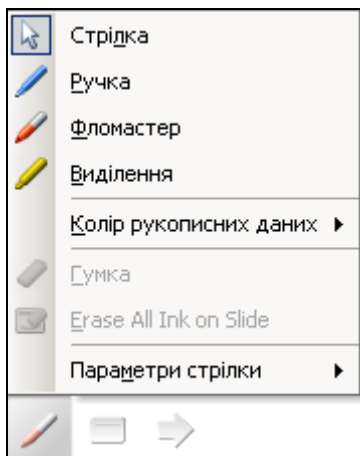 Стрілка
Ручка
Фломастер
Виділення
Колір рукописних даних
Гумка
Erase All Ink on Slide
Параметри стрілки